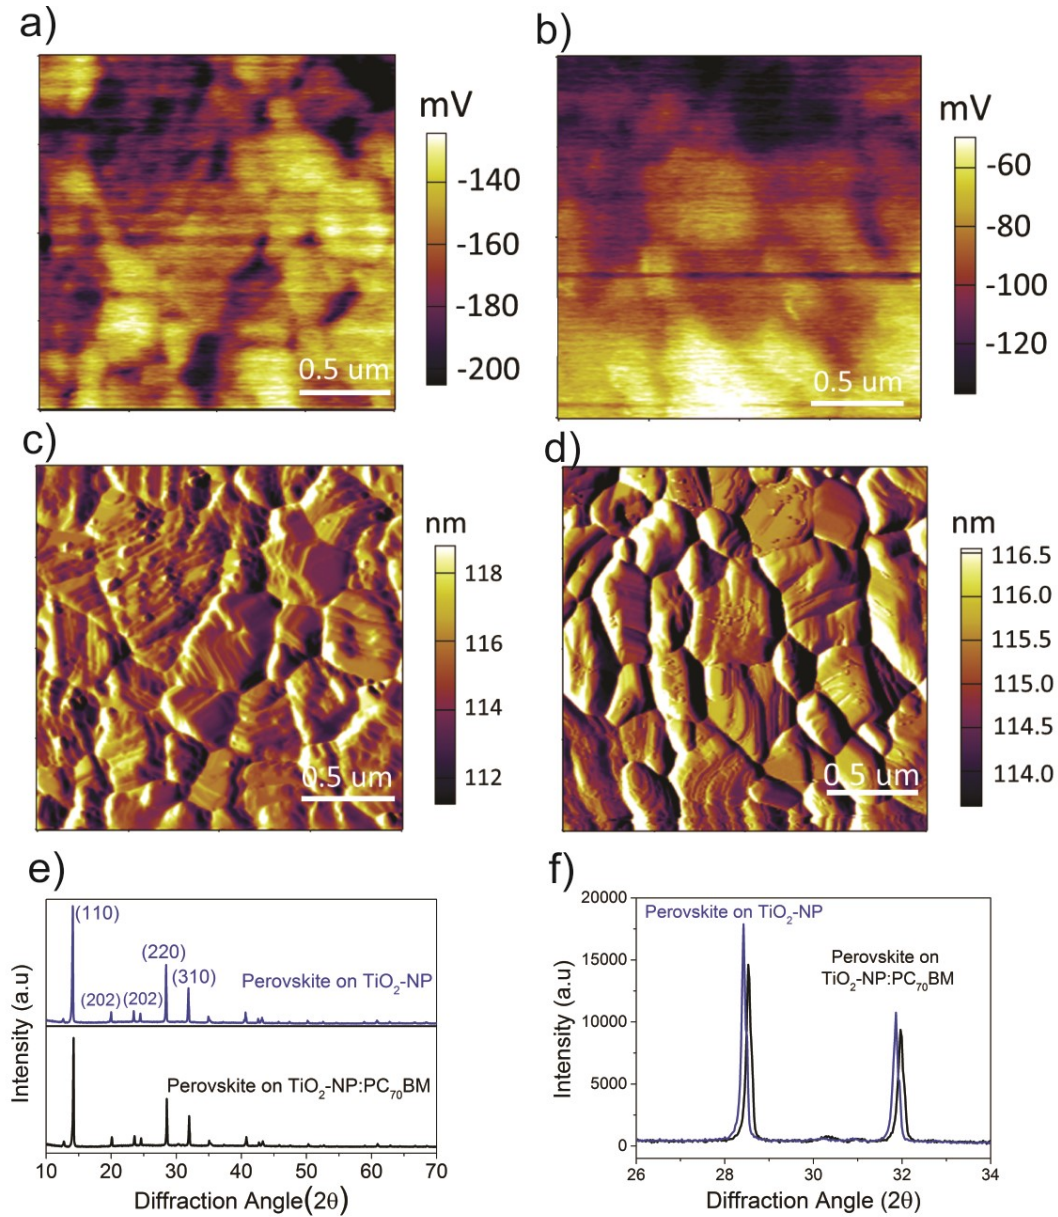 a)
mV
-140
-160
-180
-200
0.5 um
b)
mV
-60
-80
-100
-120
0.5 um
c)
nm
118
116
114
112
0.5 um
d)
nm
116.5
116.0
115.5
115.0
114.5
114.0
0.5 um
e)
(110)
(220)
(310)
(202)
(202)
Perovskite on TiO₂-NP
Perovskite on TiO₂-NP:PC₇₀BM
Intensity (a.u)
10
20
30
40
50
60
70
Diffraction Angle(2θ)
f)
20000
15000
10000
5000
0
Perovskite on TiO₂-NP
Perovskite on
TiO₂-NP:PC₇₀BM
Intensity (a.u)
26
28
30
32
34
Diffraction Angle (2θ)